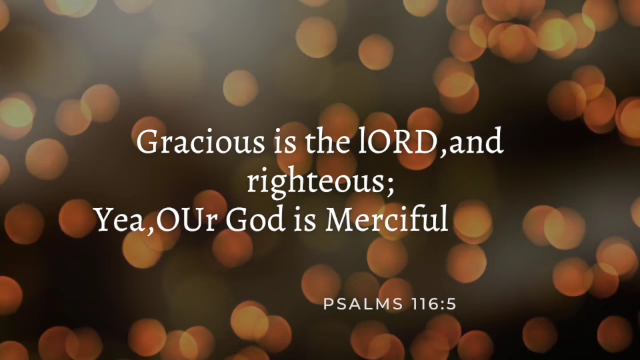 Gracious is the lORD,and
righteous;
Yea,OUr God is Merciful
PSALMS 116:5